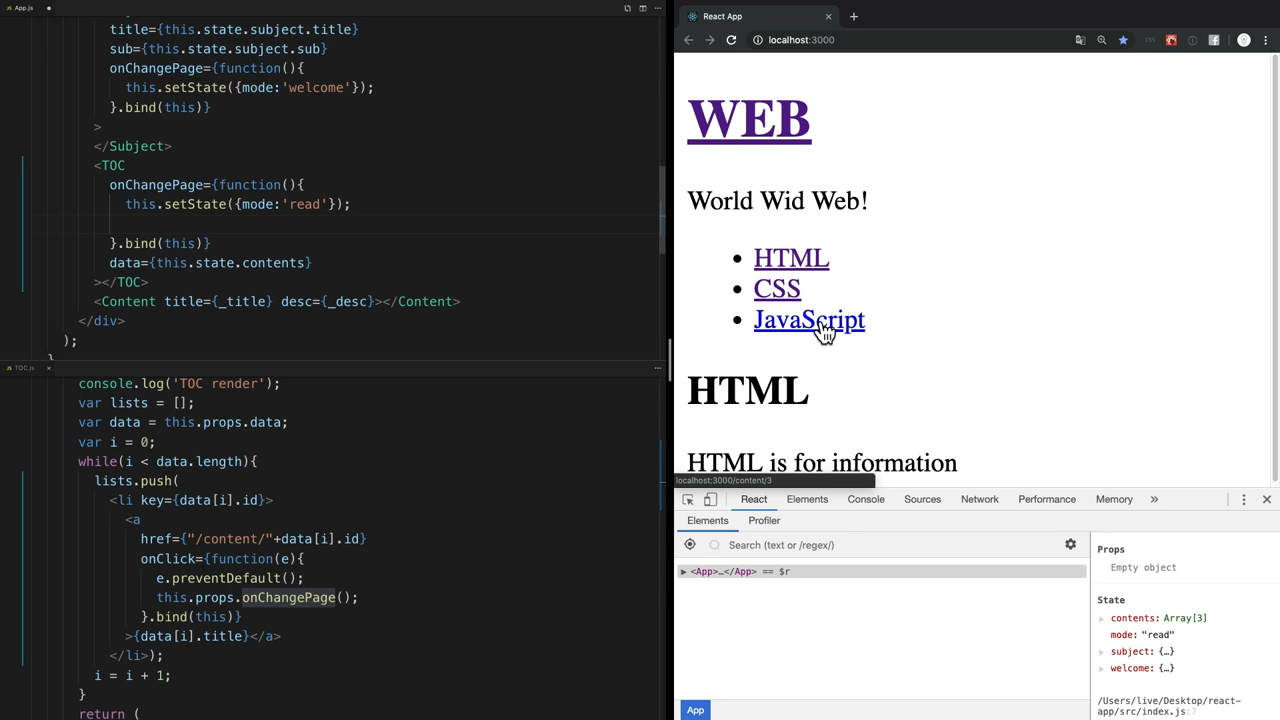 App.js
title={this.state.subject.title}
sub={this.state.subject.sub}
onChangePage={function(){
this.setState({mode:'welcome'});
}.bind(this)}
>
</Subject>
<TOC
onChangePage={function(){
this.setState({mode:'read'});
}.bind(this)}
data={this.state.contents}
></TOC>
<Content title={_title} desc={_desc}></Content>
</div>
);
TOC.js
console.log('TOC render');
var lists = [];
var data = this.props.data;
var i = 0;
while(i < data.length){
lists.push(
<li key={data[i].id}>
<a
href={"/content/"+data[i].id}
onClick={function(e){
e.preventDefault();
this.props.onChangePage();
}.bind(this)}
>{data[i].title}</a>
</li>);
i = i + 1;
}
return (
React App
localhost:3000
WEB
World Wid Web!
HTML
CSS
JavaScript
HTML
HTML is for information
localhost:3000/content/3
React Elements Console Sources Network Performance Memory
Elements Profiler
Search (text or /regex/)
<App>…</App> == $r
Props
Empty object
State
contents: Array[3]
mode: "read"
subject: {…}
welcome: {…}
/Users/live/Desktop/react-
app/src/index.js:7
App